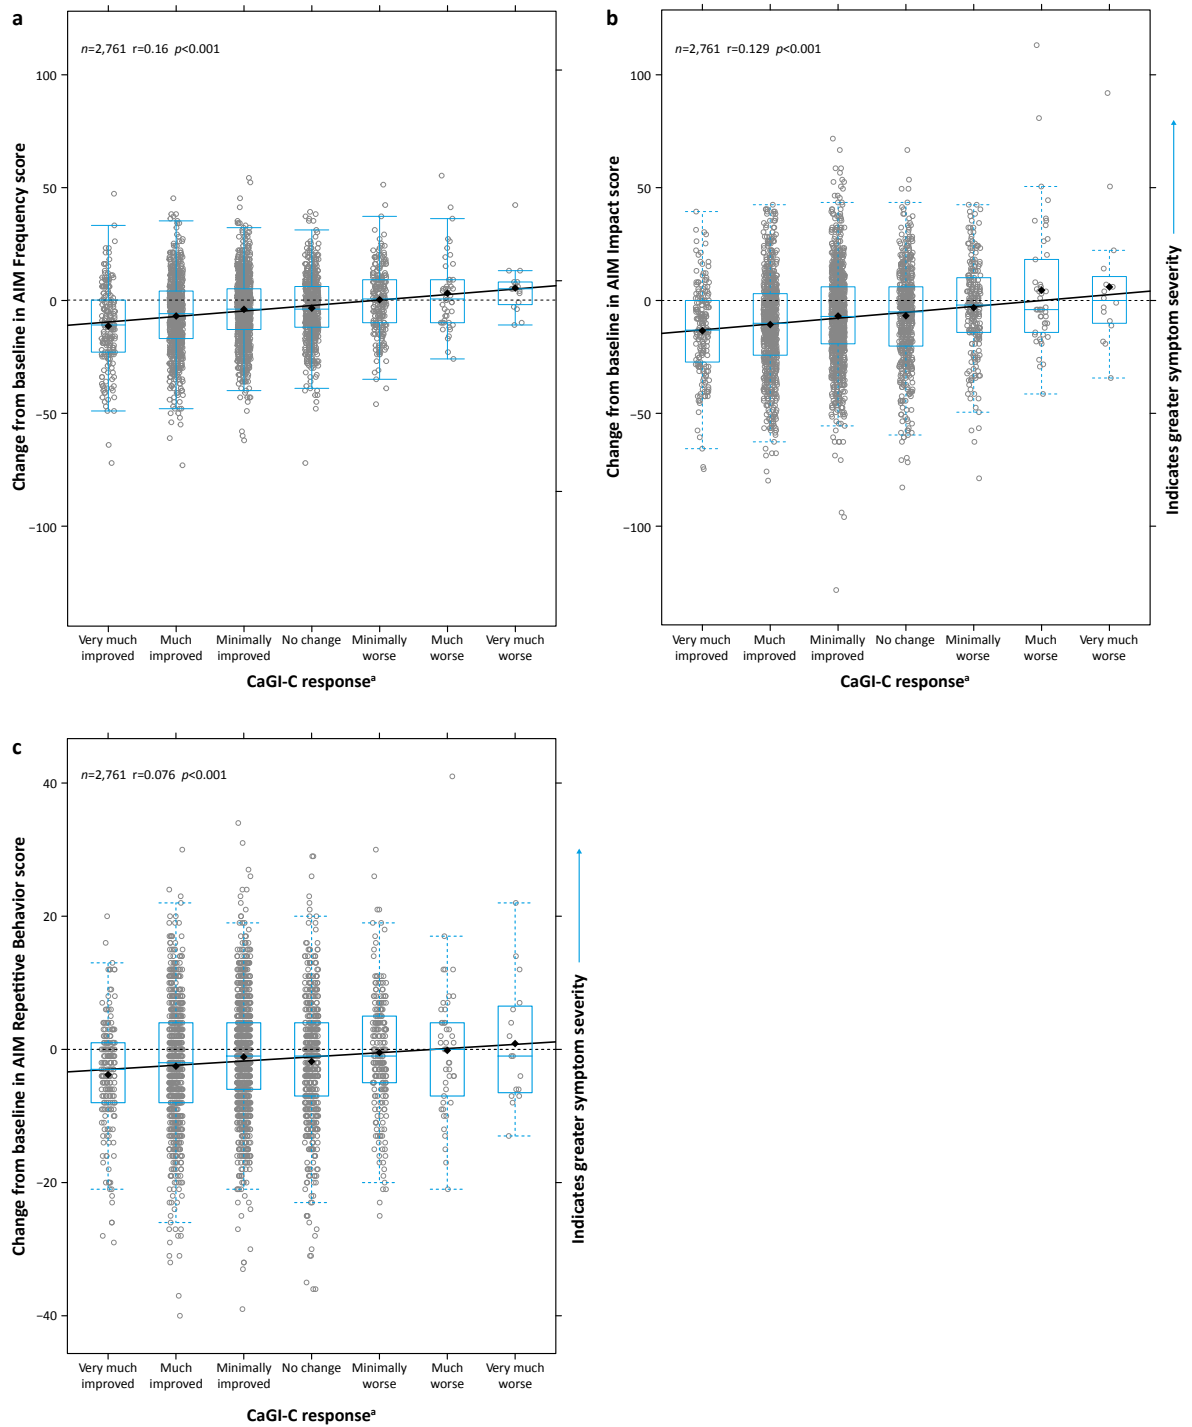 a
n=2,761 r=0.16 p<0.001
Change from baseline in AIM Frequency score
100
50
0
−50
−100
Very much improved
Much improved
Minimally improved
No change
Minimally worse
Much worse
Very much worse
CaGI-C responseª
b
n=2,761 r=0.129 p<0.001
Change from baseline in AIM Impact score
100
50
0
−50
−100
Indicates greater symptom severity
Very much improved
Much improved
Minimally improved
No change
Minimally worse
Much worse
Very much worse
CaGI-C responseª
c
n=2,761 r=0.076 p<0.001
Change from baseline in AIM Repetitive Behavior score
40
20
0
−20
−40
Indicates greater symptom severity
Very much improved
Much improved
Minimally improved
No change
Minimally worse
Much worse
Very much worse
CaGI-C responseª